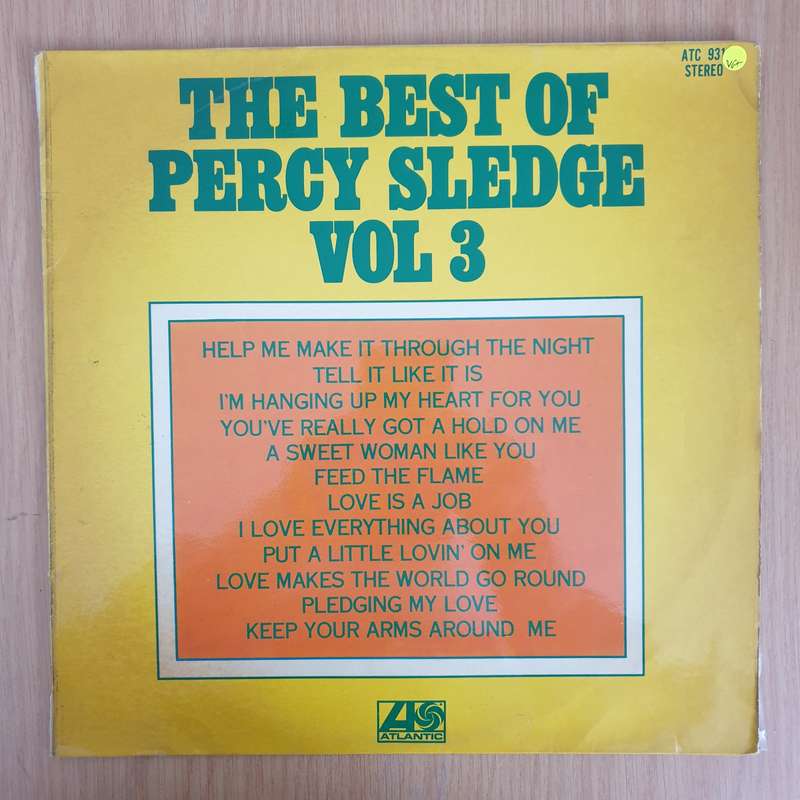 ATC 931
STEREO
VG+
THE BEST OF
PERCY SLEDGE
VOL 3
HELP ME MAKE IT THROUGH THE NIGHT
TELL IT LIKE IT IS
I'M HANGING UP MY HEART FOR YOU
YOU'VE REALLY GOT A HOLD ON ME
A SWEET WOMAN LIKE YOU
FEED THE FLAME
LOVE IS A JOB
I LOVE EVERYTHING ABOUT YOU
PUT A LITTLE LOVIN' ON ME
LOVE MAKES THE WORLD GO ROUND
PLEDGING MY LOVE
KEEP YOUR ARMS AROUND ME
ATLANTIC